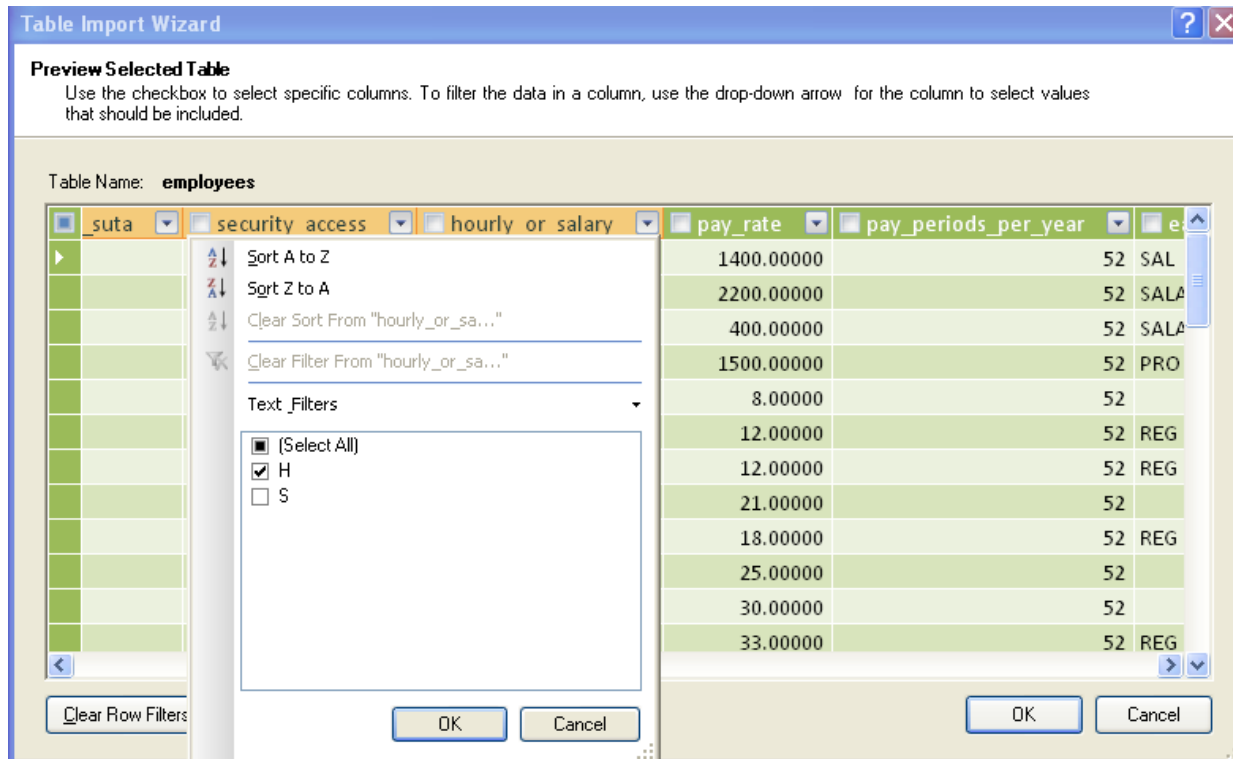 Table Import Wizard
Preview Selected Table
Use the checkbox to select specific columns. To filter the data in a column, use the drop-down arrow for the column to select values
that should be included.
Table Name: employees
_suta security_access hourly_or_salary pay_rate pay_periods_per_year ea
Sort A to Z
1400.00000 52 SAL
Sort Z to A
2200.00000 52 SALA
Clear Sort From "hourly_or_sa..."
400.00000 52 SALA
Clear Filter From "hourly_or_sa..."
1500.00000 52 PRO
Text Filters
8.00000 52
(Select All)
12.00000 52 REG
H
12.00000 52 REG
S
21.00000 52
18.00000 52 REG
25.00000 52
30.00000 52
33.00000 52 REG
Clear Row Filters
OK Cancel
OK Cancel